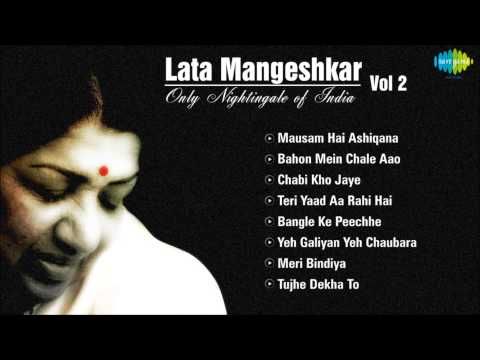 Lata Mangeshkar Vol 2
Only Nightingale of India
Mausam Hai Ashiqana
Bahon Mein Chale Aao
Chabi Kho Jaye
Teri Yaad Aa Rahi Hai
Bangle Ke Peechhe
Yeh Galiyan Yeh Chaubara
Meri Bindiya
Tujhe Dekha To